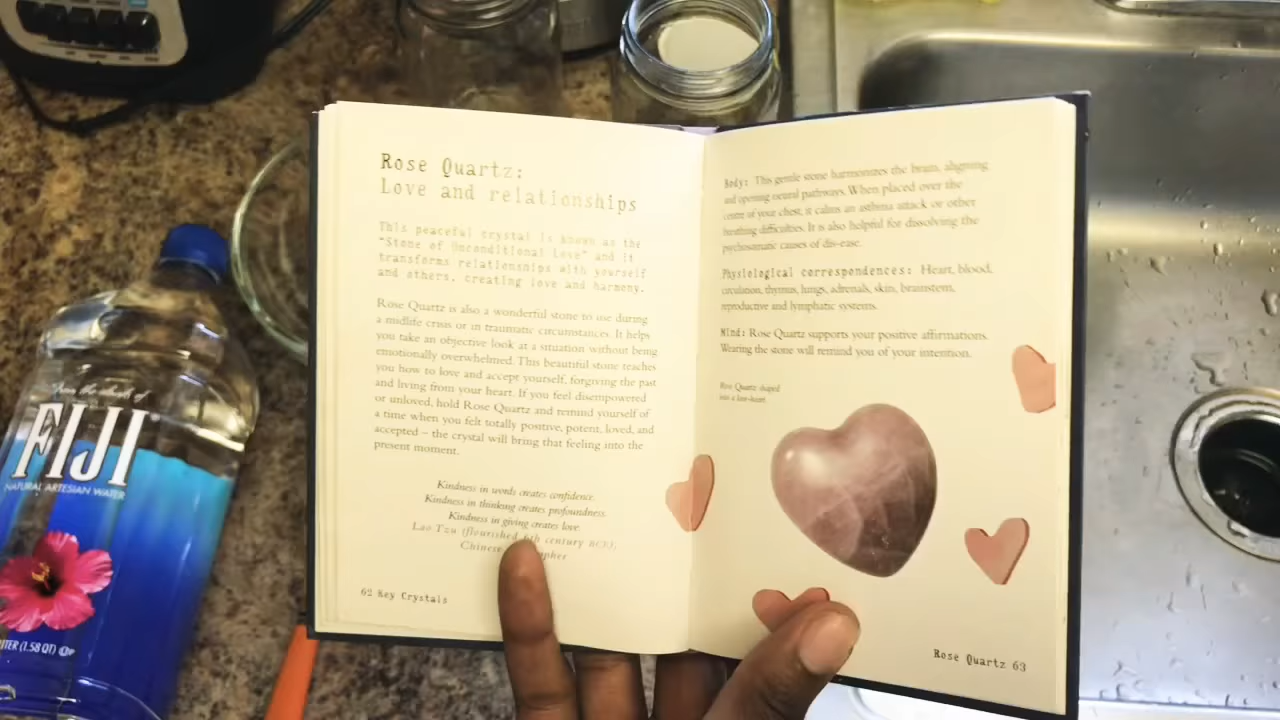 Rose Quartz:
Love and relationships
This peaceful crystal is known as the
"Stone of Unconditional Love" and it
transforms relationships with yourself
and others, creating love and harmony.
Rose Quartz is also a wonderful stone to use during
a midlife crisis or in traumatic circumstances. It helps
you take an objective look at a situation without being
emotionally overwhelmed. This beautiful stone teaches
you how to love and accept yourself, forgiving the past
and living from your heart. If you feel disempowered
or unloved, hold Rose Quartz and remind yourself of
a time when you felt totally positive, potent, loved, and
accepted – the crystal will bring that feeling into the
present moment.
Kindness in words creates confidence.
Kindness in thinking creates profoundness.
Kindness in giving creates love.
Lao Tzu (flourished 6th century BCE),
Chinese
62 Key Crystals
Body: This gentle stone harmonizes the brain, aligning
and opening neural pathways. When placed over the
centre of your chest, it calms an asthma attack or other
breathing difficulties. It is also helpful for dissolving the
psychosomatic causes of dis-ease.
Physiological correspondences: Heart, blood,
circulation, thymus, lungs, adrenals, skin, brainstem,
reproductive and lymphatic systems.
Mind: Rose Quartz supports your positive affirmations.
Wearing the stone will remind you of your intention.
Rose Quartz shaped
into a love-heart.
Rose Quartz 63
FIJI
NATURAL ARTESIAN WATER
(1.58 QT)